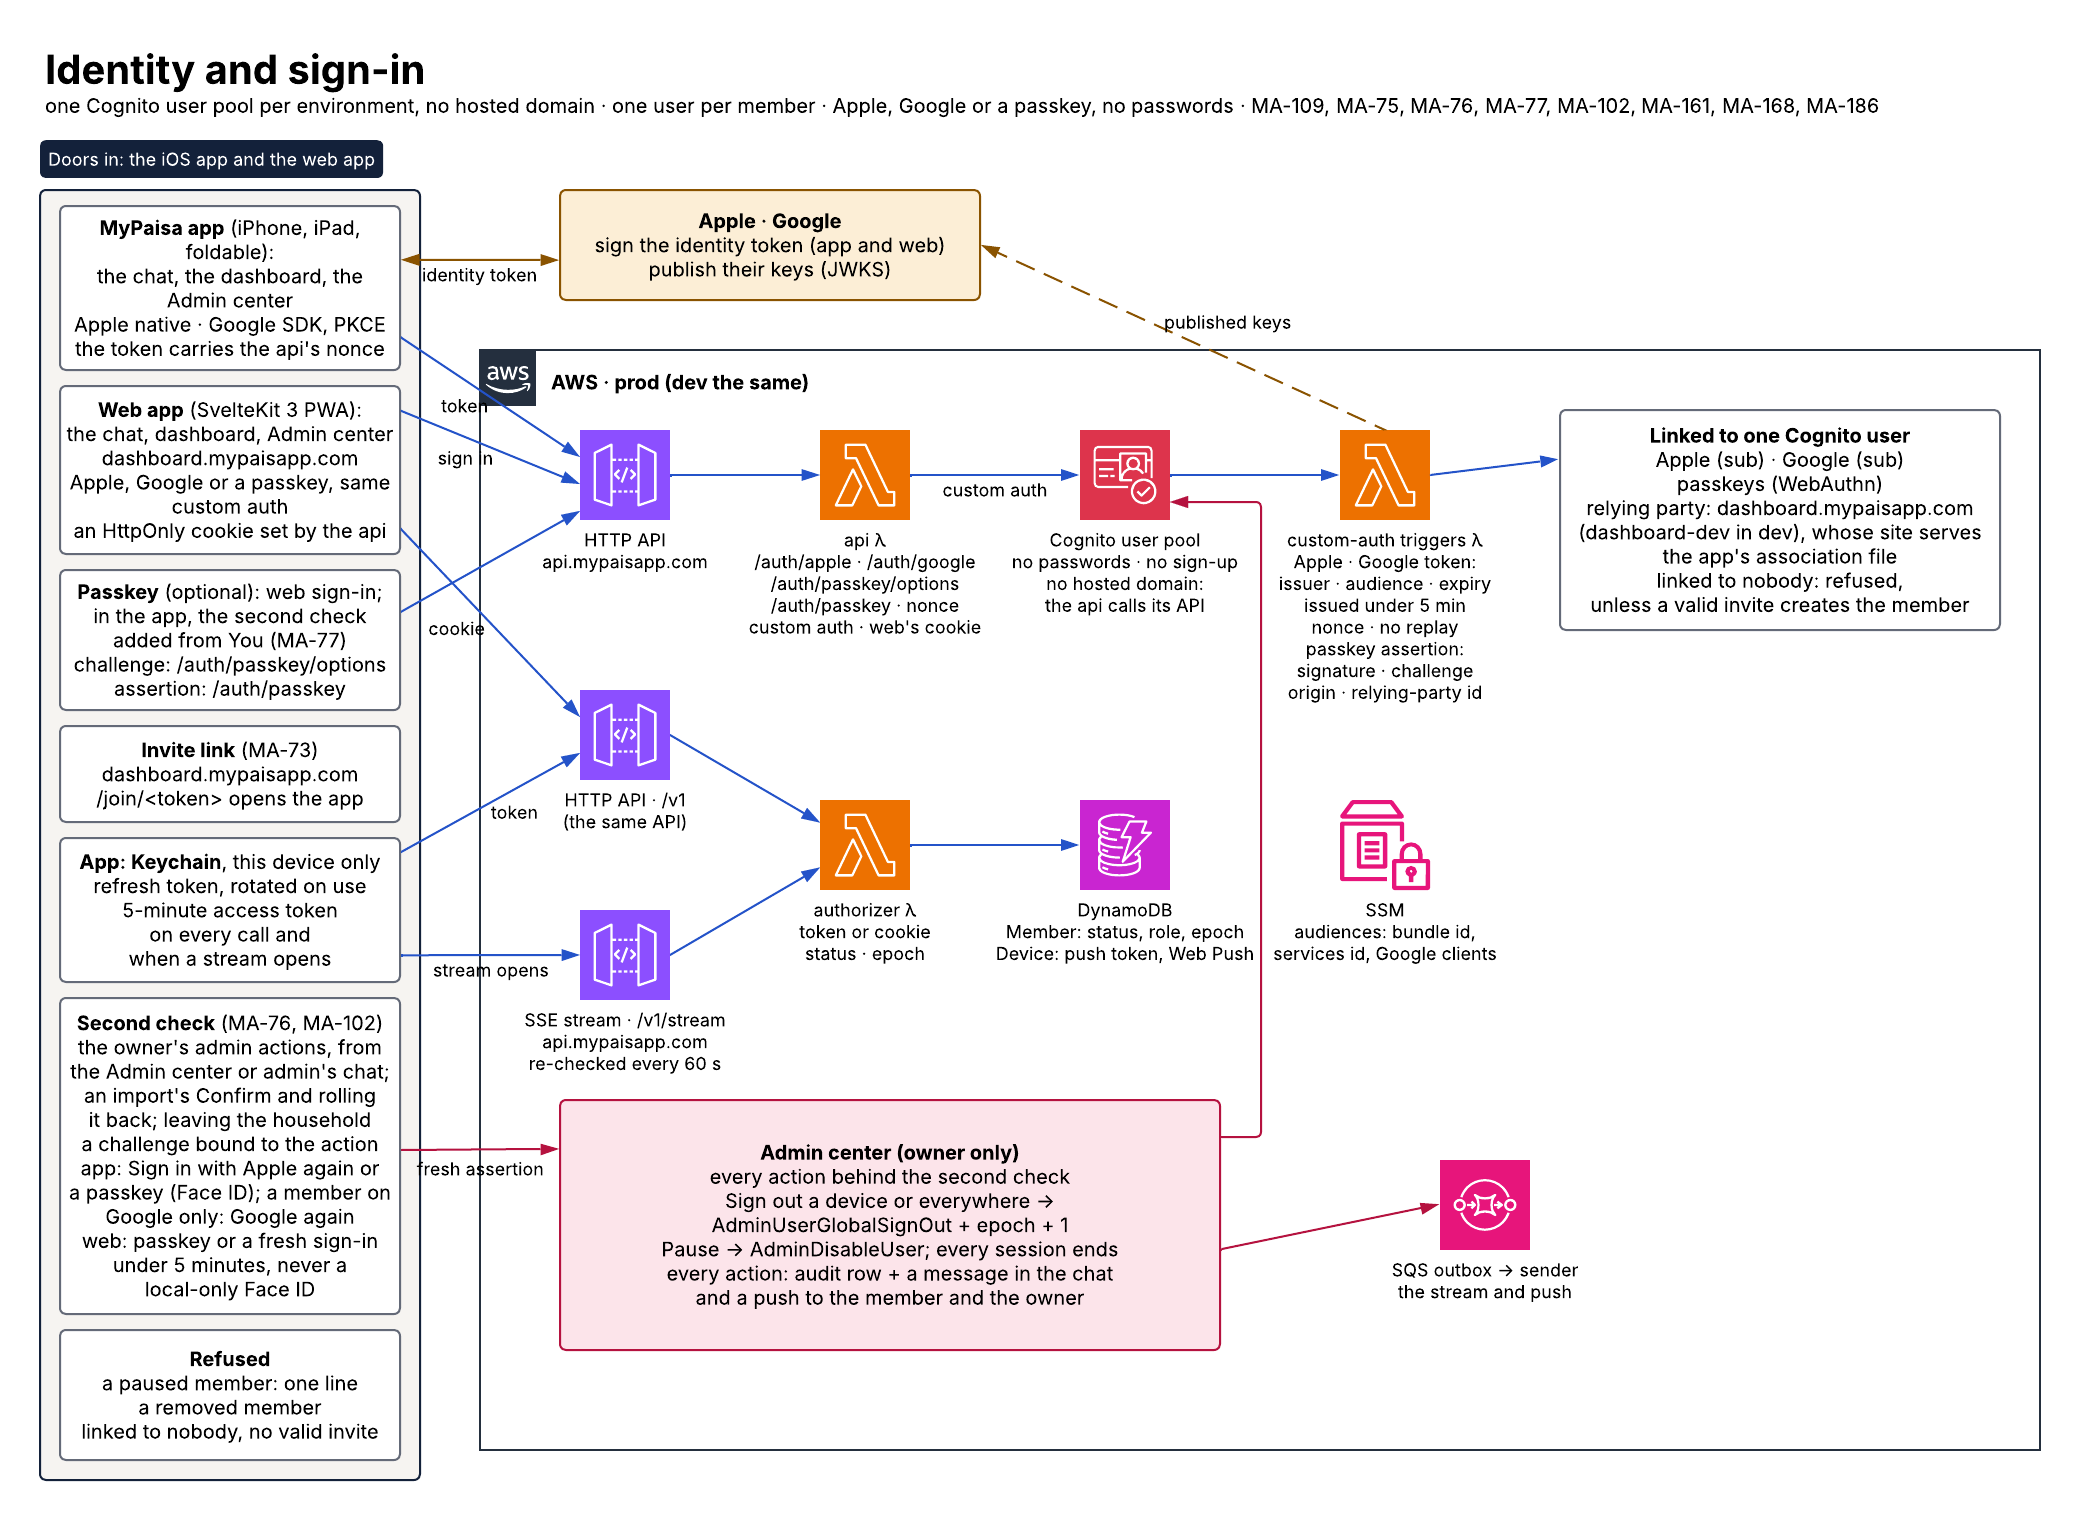 Identity and sign-in
one Cognito user pool per environment, no hosted domain · one user per member · Apple, Google or a passkey, no passwords · MA-109, MA-75, MA-76, MA-77, MA-102, MA-161, MA-168, MA-186
Doors in: the iOS app and the web app
MyPaisa app (iPhone, iPad,
foldable):
the chat, the dashboard, the
Admin center
Apple native · Google SDK, PKCE
the token carries the api's nonce
Web app (SvelteKit 3 PWA):
the chat, dashboard, Admin center
dashboard.mypaisapp.com
Apple, Google or a passkey, same
custom auth
an HttpOnly cookie set by the api
Passkey (optional): web sign-in;
in the app, the second check
added from You (MA-77)
challenge: /auth/passkey/options
assertion: /auth/passkey
Invite link (MA-73)
dashboard.mypaisapp.com
/join/<token> opens the app
App: Keychain, this device only
refresh token, rotated on use
5-minute access token
on every call and
when a stream opens
Second check (MA-76, MA-102)
the owner's admin actions, from
the Admin center or admin's chat;
an import's Confirm and rolling
it back; leaving the household
a challenge bound to the action
app: Sign in with Apple again or
a passkey (Face ID); a member on
Google only: Google again
web: passkey or a fresh sign-in
under 5 minutes, never a
local-only Face ID
Refused
a paused member: one line
a removed member
linked to nobody, no valid invite
identity token
Apple · Google
sign the identity token (app and web)
publish their keys (JWKS)
published keys
aws
AWS · prod (dev the same)
token
sign in
cookie
token
stream opens
fresh assertion
HTTP API
api.mypaisapp.com
api λ
/auth/apple · /auth/google
/auth/passkey/options
/auth/passkey · nonce
custom auth · web's cookie
custom auth
Cognito user pool
no passwords · no sign-up
no hosted domain:
the api calls its API
custom-auth triggers λ
Apple · Google token:
issuer · audience · expiry
issued under 5 min
nonce · no replay
passkey assertion:
signature · challenge
origin · relying-party id
Linked to one Cognito user
Apple (sub) · Google (sub)
passkeys (WebAuthn)
relying party: dashboard.mypaisapp.com
(dashboard-dev in dev), whose site serves
the app's association file
linked to nobody: refused,
unless a valid invite creates the member
HTTP API · /v1
(the same API)
authorizer λ
token or cookie
status · epoch
DynamoDB
Member: status, role, epoch
Device: push token, Web Push
SSM
audiences: bundle id,
services id, Google clients
SSE stream · /v1/stream
api.mypaisapp.com
re-checked every 60 s
Admin center (owner only)
every action behind the second check
Sign out a device or everywhere →
AdminUserGlobalSignOut + epoch + 1
Pause → AdminDisableUser; every session ends
every action: audit row + a message in the chat
and a push to the member and the owner
SQS outbox → sender
the stream and push